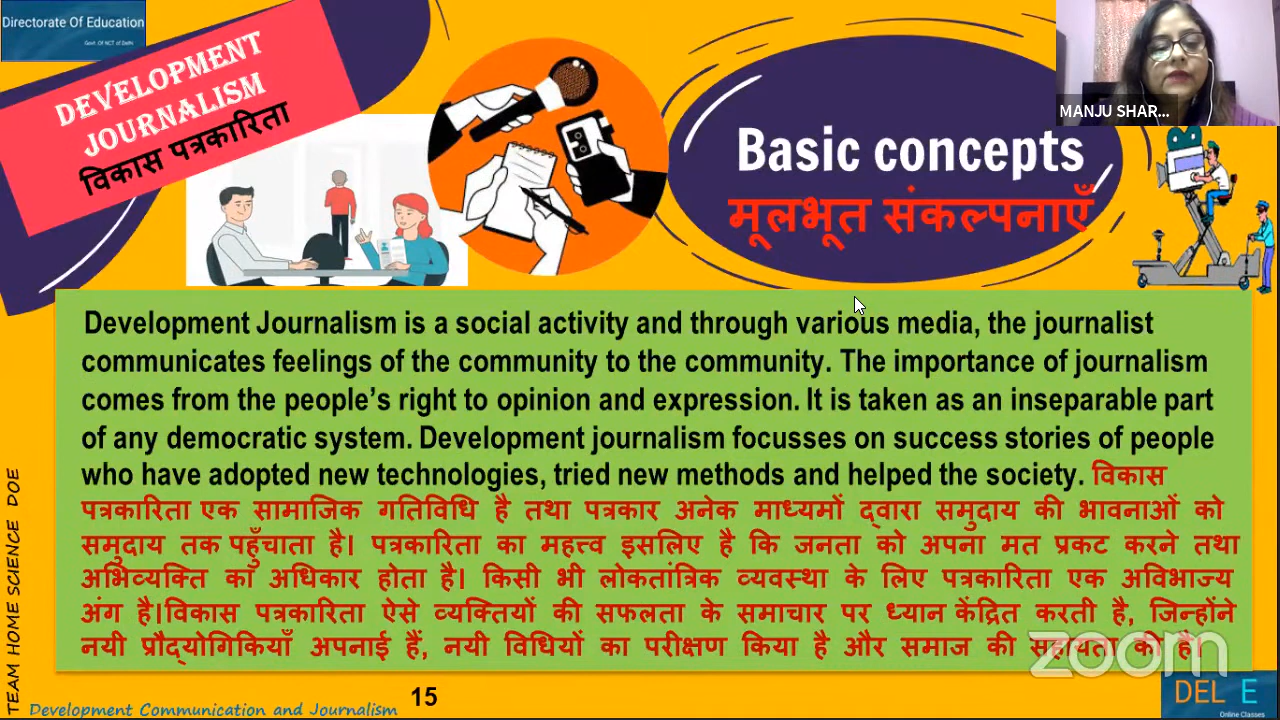 Directorate Of Education
Govt. Of NCT of Delhi
DEVELOPMENT
JOURNALISM
विकास पत्रकारिता
Basic concepts
मूलभूत संकल्पनाएँ
MANJU SHAR...
Development Journalism is a social activity and through various media, the journalist
communicates feelings of the community to the community. The importance of journalism
comes from the people's right to opinion and expression. It is taken as an inseparable part
of any democratic system. Development journalism focusses on success stories of people
who have adopted new technologies, tried new methods and helped the society. विकास
पत्रकारिता एक सामाजिक गतिविधि है तथा पत्रकार अनेक माध्यमों द्वारा समुदाय की भावनाओं को
समुदाय तक पहुँचाता है। पत्रकारिता का महत्त्व इसलिए है कि जनता को अपना मत प्रकट करने तथा
अभिव्यक्ति का अधिकार होता है। किसी भी लोकतांत्रिक व्यवस्था के लिए पत्रकारिता एक अविभाज्य
अंग है।विकास पत्रकारिता ऐसे व्यक्तियों की सफलता के समाचार पर ध्यान केंद्रित करती है, जिन्होंने
नयी प्रौद्योगिकियाँ अपनाई हैं, नयी विधियों का परीक्षण किया है और समाज की सहायता की है।
zoom
TEAM HOME SCIENCE DOE
15
Development Communication and Journalism
DEL E
Online Classes